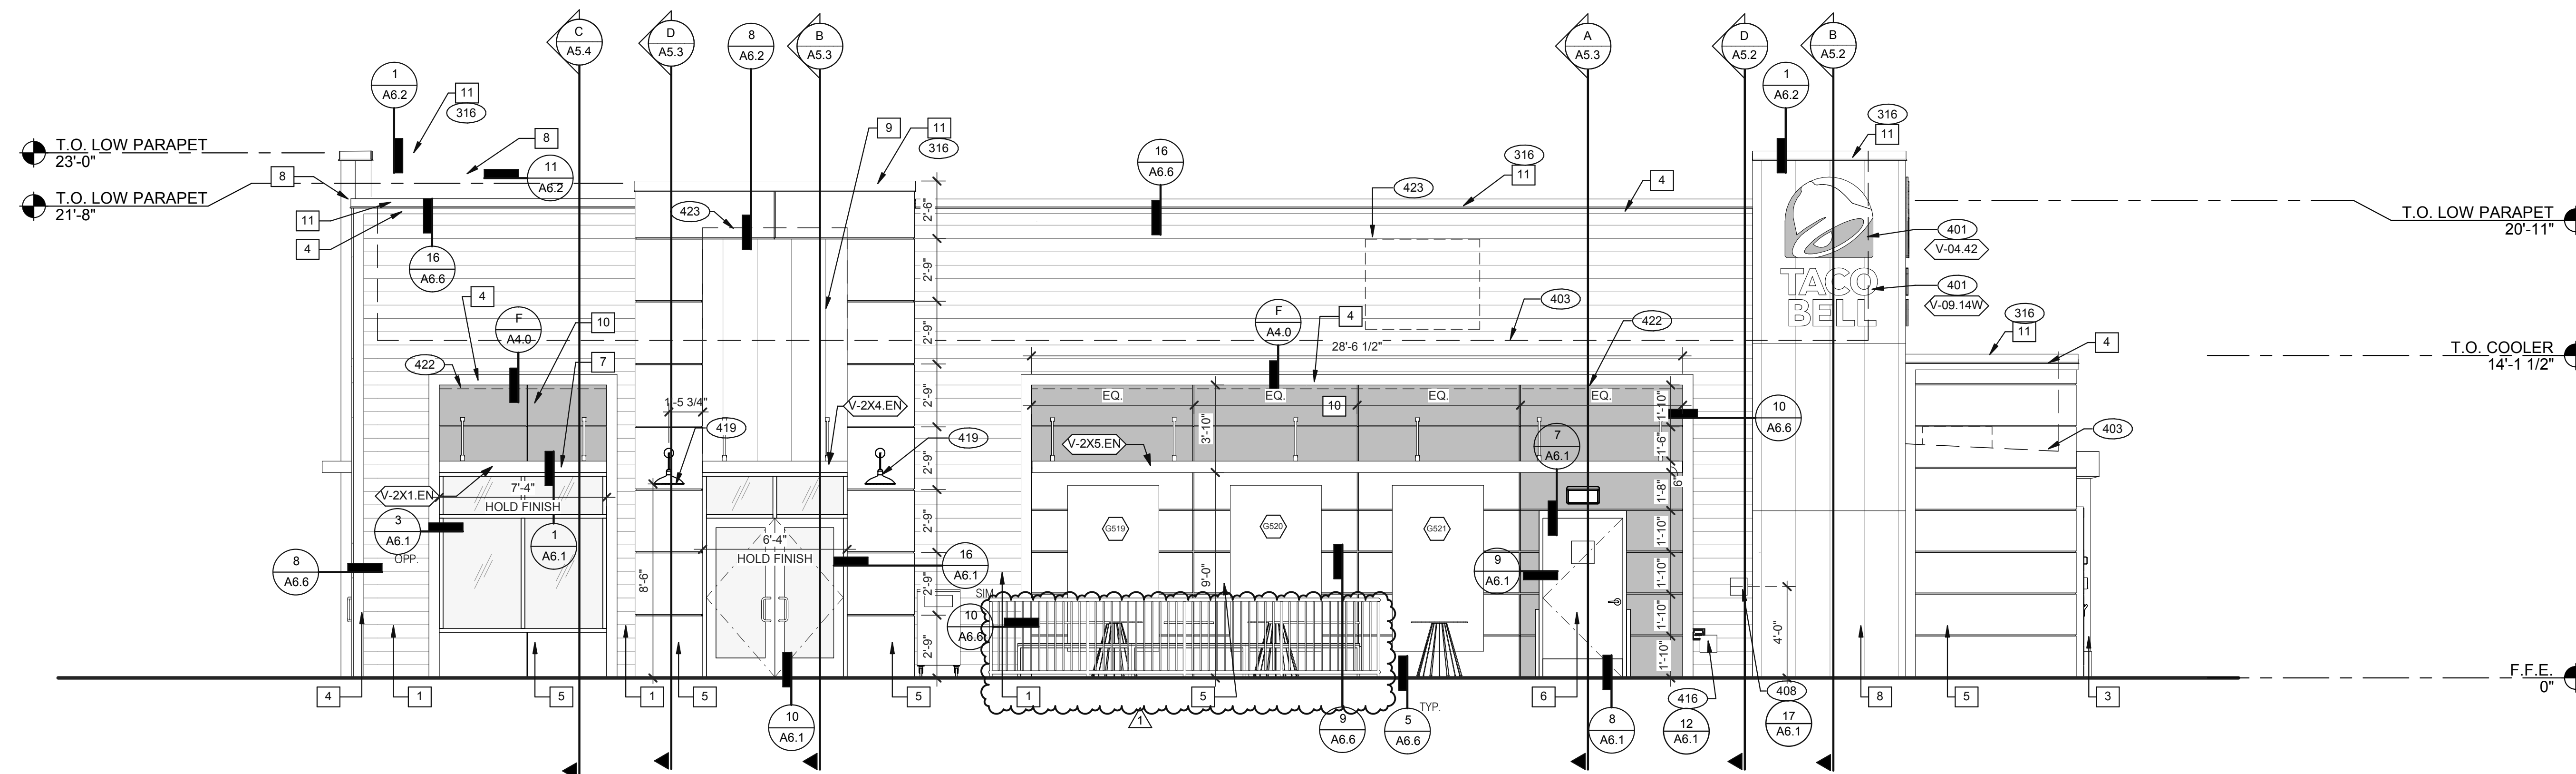 C
A5.4
D
A5.3
8
A6.2
B
A5.3
A
A5.3
D
A5.2
B
A5.2
1
A6.2
11
316
1
A6.2
316
11
T.O. LOW PARAPET
23'-0"
8
9
11
316
16
A6.6
316
11
423
4
11
A6.2
8
T.O. LOW PARAPET
21'-8"
11
4
423
2'-6"
T.O. LOW PARAPET
20'-11"
401
V-04.42
16
A6.6
2'-9"
TACO
BELL
401
V-09.14W
4
F
A4.0
10
2'-9"
403
F
A4.0
4
422
316
11
4
28'-6 1/2"
T.O. COOLER
14'-1 1/2"
422
7
2'-9"
EQ.
EQ.
EQ.
EQ.
10
1'-10"
10
A6.6
1'-5 3/4"
V-2X4.EN
419
419
3'-10"
V-2X5.EN
7
A6.1
1'-6"
403
2'-9"
6"
V-2X1.EN
7'-4"
HOLD FINISH
1'-8"
3
A6.1
OPP.
1
A6.1
2'-9"
G519
G520
G521
1'-10"
6'-4"
HOLD FINISH
16
A6.1
8
A6.6
8'-6"
2'-9"
9'-0"
9
A6.1
1'-10"
SIM.
10
A6.6
1'-10"
4'-0"
2'-9"
1'-10"
F.F.E.
0"
4
1
5
1
5
5
1
5
6
416
408
8
5
3
10
A6.1
1
9
A6.6
5
A6.6
TYP.
8
A6.1
12
A6.1
17
A6.1